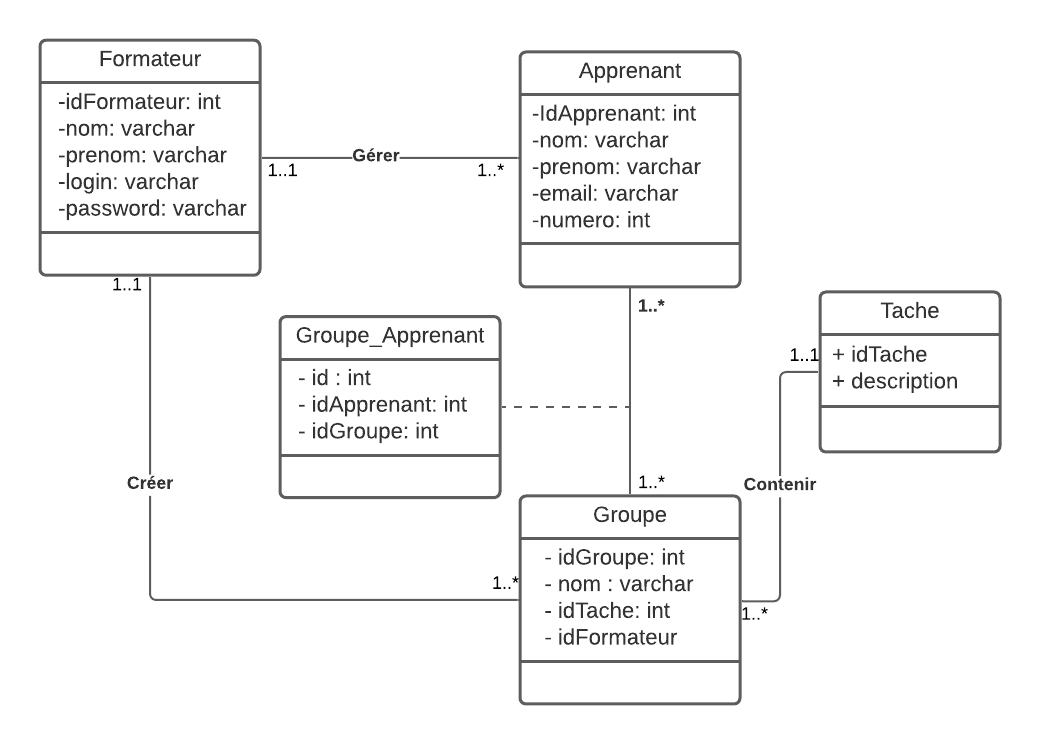 Formateur
-idFormateur: int
-nom: varchar
-prenom: varchar
-login: varchar
-password: varchar
1..1
Gérer
1..*
Apprenant
-IdApprenant: int
-nom: varchar
-prenom: varchar
-email: varchar
-numero: int
1..1
1..*
Groupe_Apprenant
- id : int
- idApprenant: int
- idGroupe: int
Tache
+ idTache
+ description
1..1
Créer
1..*
Contenir
Groupe
- idGroupe: int
- nom : varchar
- idTache: int
- idFormateur
1..*
1..*